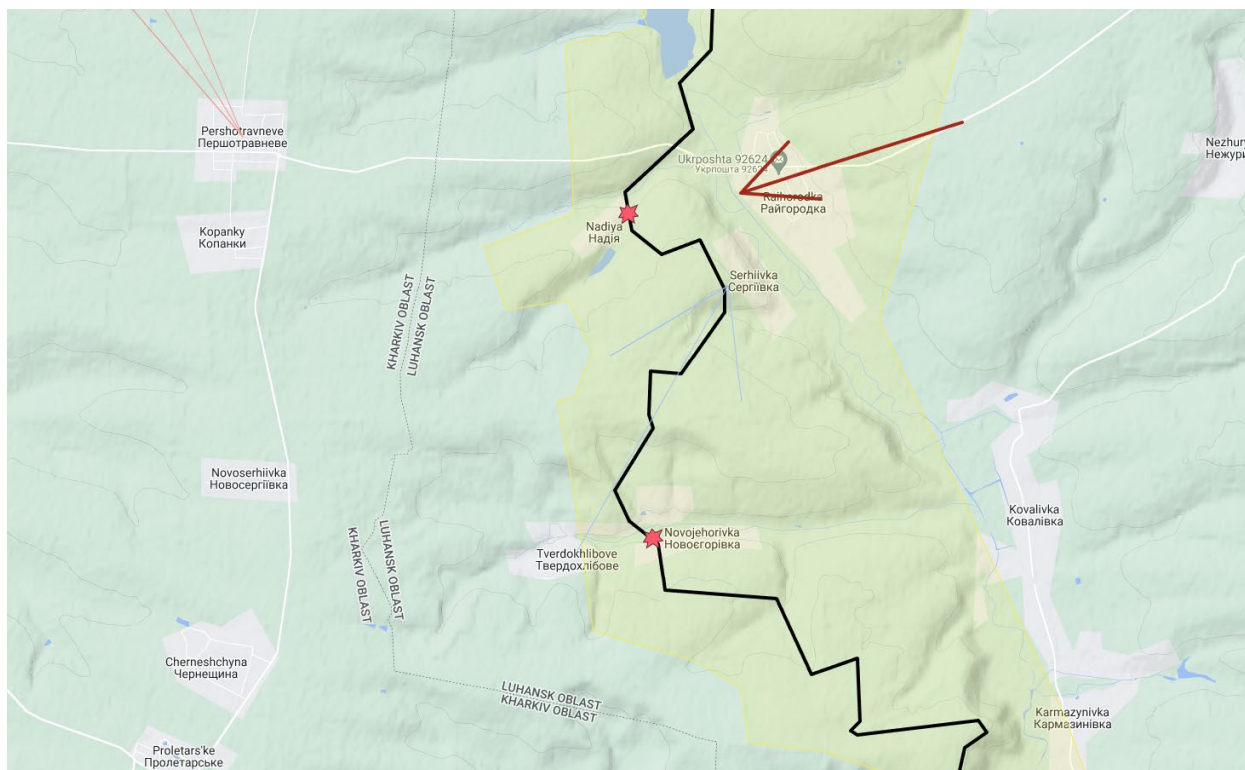 Pershotravneve
Першотравневе
Ukrposhta 92624
Укрпошта 92624
Nezhury
Нежури
Raihorodka
Райгородка
Kopanky
Копанки
Nadiya
Надія
Serhiivka
Сергіївка
KHARKIV OBLAST
LUHANSK OBLAST
Novoserhiivka
Новосергіївка
Kovalivka
Ковалівка
Novojehorivka
Новоєгорівка
Tverdokhlibove
Твердохлібове
LUHANSK OBLAST
KHARKIV OBLAST
Cherneshchyna
Чернещина
LUHANSK OBLAST
KHARKIV OBLAST
Karmazynivka
Кармазинівка
Proletars'ke
Пролетарське